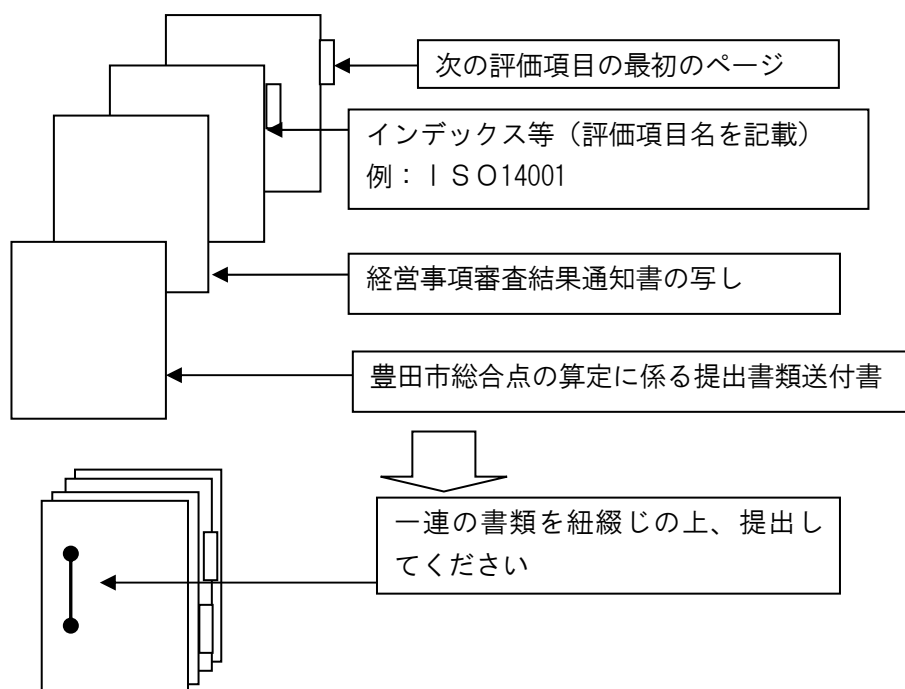 次の評価項目の最初のページ
インデックス等（評価項目名を記載）
例：ＩＳＯ14001
経営事項審査結果通知書の写し
豊田市総合点の算定に係る提出書類送付書
一連の書類を紐綴じの上、提出し
てください